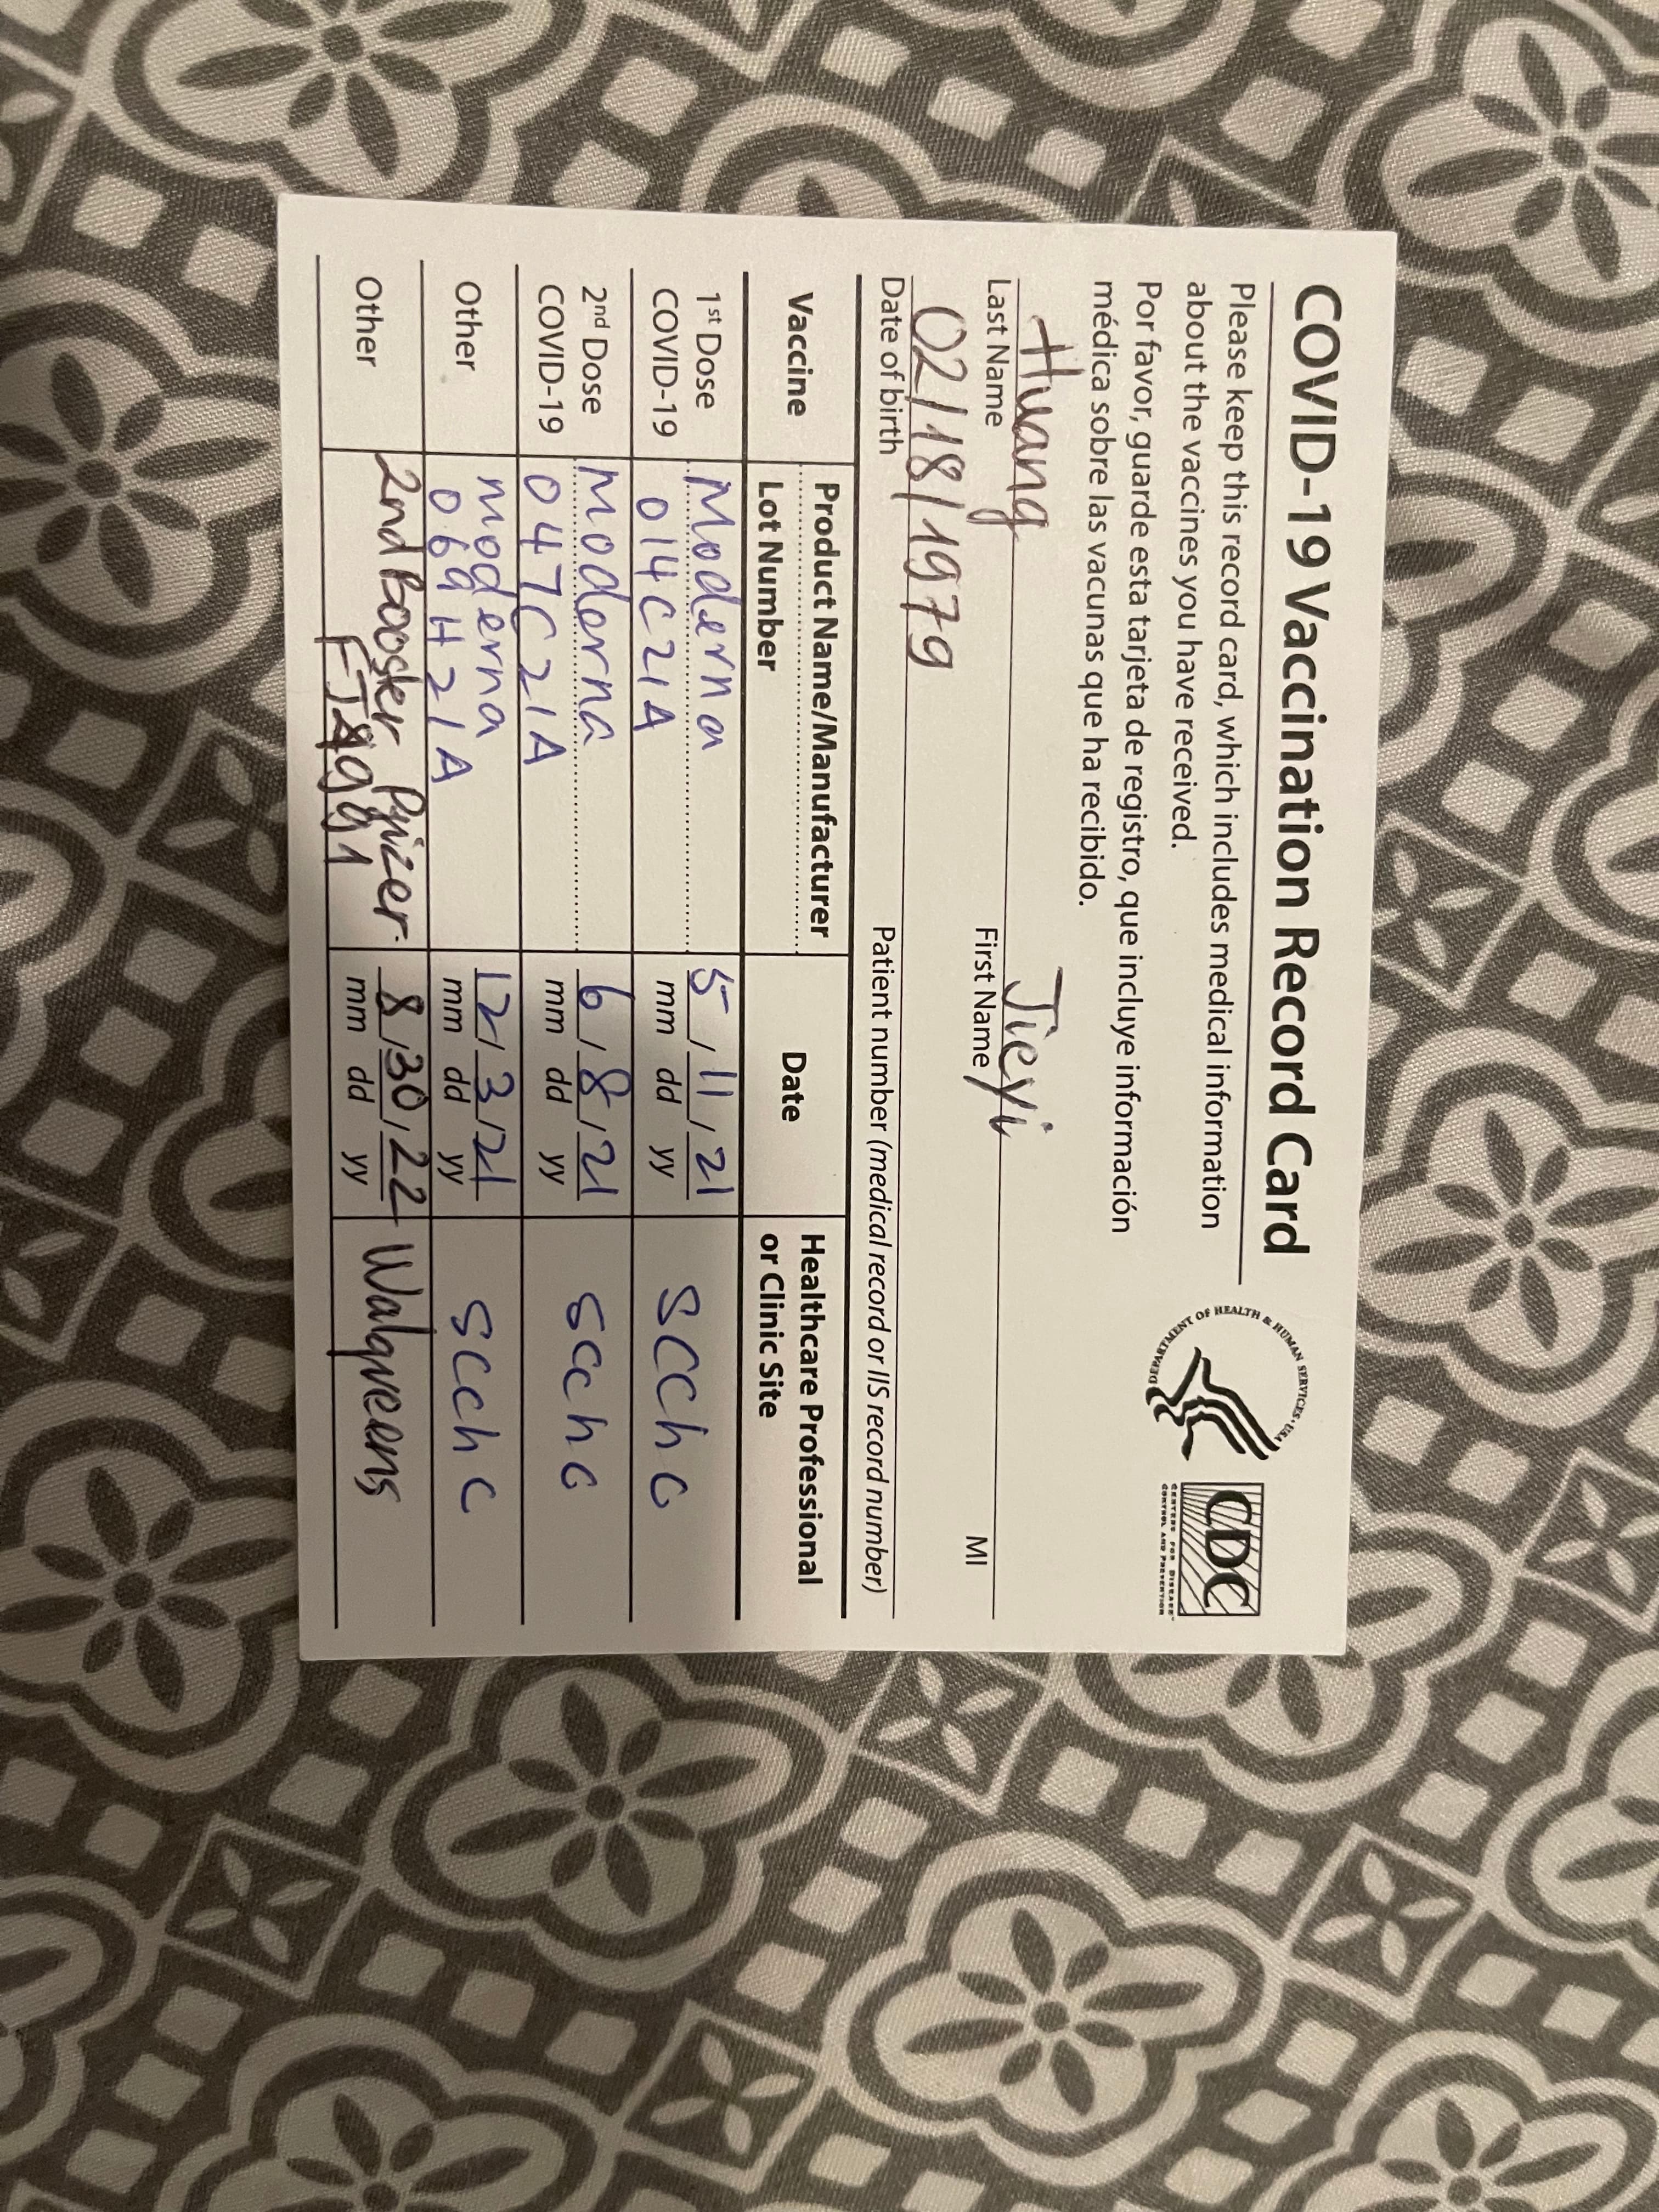 COVID-19 Vaccination Record Card
Please keep this record card, which includes medical information
about the vaccines you have received.
Por favor, guarde esta tarjeta de registro, que incluye información
médica sobre las vacunas que ha recibido.
DEPARTMENT OF HEALTH & HUMAN SERVICES • USA
CDC
CENTERS FOR DISEASE™
CONTROL AND PREVENTION
Huang Jieyi
Last Name First Name MI
02/18/1979
Date of birth Patient number (medical record or IIS record number)
Vaccine Product Name/Manufacturer Date Healthcare Professional
Lot Number or Clinic Site
1st Dose Moderna 5/11/21 SCChC
COVID-19 014C21A mm dd yy
2nd Dose Moderna 6/8/21 SCChC
COVID-19 047C21A mm dd yy
Other moderna 12/3/21 SCChC
069H21A mm dd yy
Other 2nd Booster Pfizer 8/30/22 Walgreens
mm dd yy